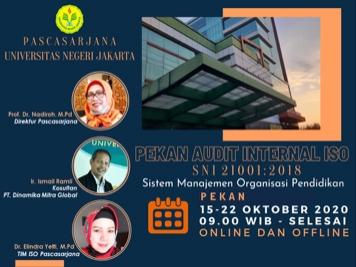 PASCASARJANA
UNIVERSITAS NEGERI JAKARTA
Prof. Dr. Nadiroh, M.Pd
Direktur Pascasarjana
UNIVE
Ir. Ismail Ramli
Kosultan
PT. Dinamika Mitra Global
Dr. Elindra Yetti, M.Pd
TIM ISO Pascasarjana
PEKAN AUDIT INTERNAL ISO
SNI 21001:2018
Sistem Manajemen Organisasi Pendidikan
PEKAN
15-22 OKTOBER 2020
09.00 WIB - SELESAI
ONLINE DAN OFFLINE